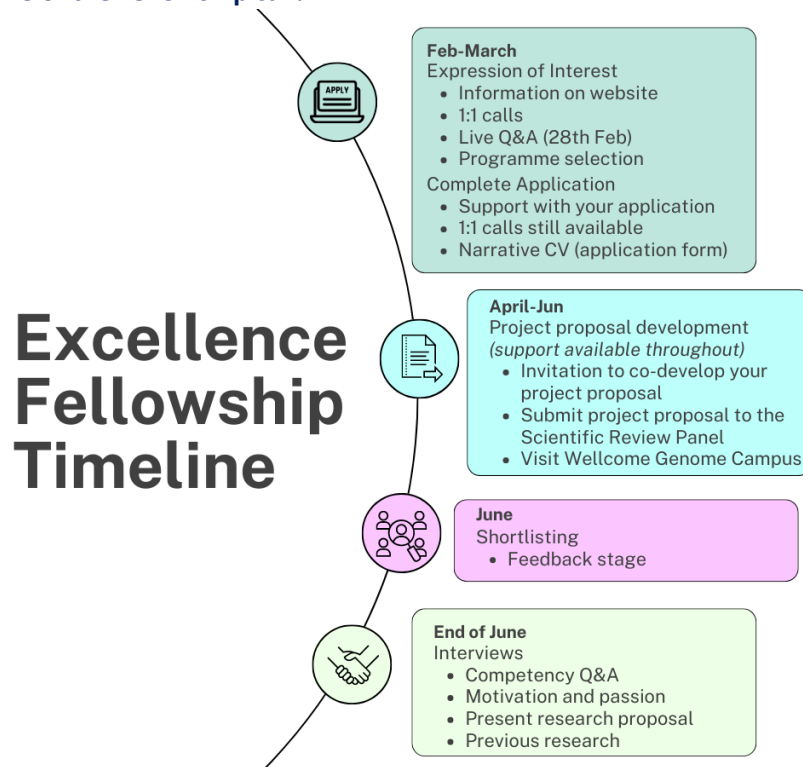 Feb-March
Expression of Interest
• Information on website
• 1:1 calls
• Live Q&A (28th Feb)
• Programme selection
Complete Application
• Support with your application
• 1:1 calls still available
• Narrative CV (application form)
APPLY
Excellence
Fellowship
Timeline
April-Jun
Project proposal development
(support available throughout)
• Invitation to co-develop your
project proposal
• Submit project proposal to the
Scientific Review Panel
• Visit Wellcome Genome Campus
June
Shortlisting
• Feedback stage
End of June
Interviews
• Competency Q&A
• Motivation and passion
• Present research proposal
• Previous research